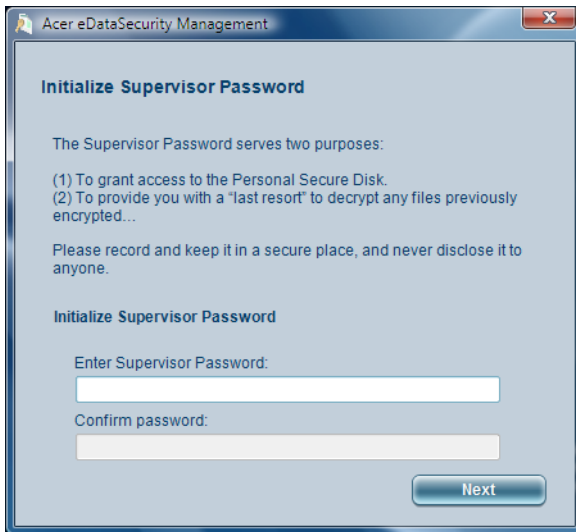 Acer eDataSecurity Management
Initialize Supervisor Password
The Supervisor Password serves two purposes:
(1) To grant access to the Personal Secure Disk.
(2) To provide you with a “last resort” to decrypt any files previously
encrypted...
Please record and keep it in a secure place, and never disclose it to
anyone.
Initialize Supervisor Password
Enter Supervisor Password:
Confirm password:
Next